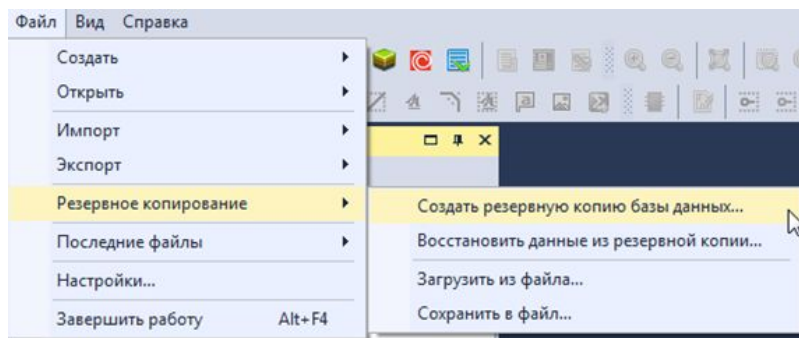 Файл Вид Справка
Создать
Открыть
Импорт
Экспорт
Резервное копирование
Последние файлы
Настройки...
Завершить работу Alt+F4
Создать резервную копию базы данных...
Восстановить данные из резервной копии...
Загрузить из файла...
Сохранить в файл...